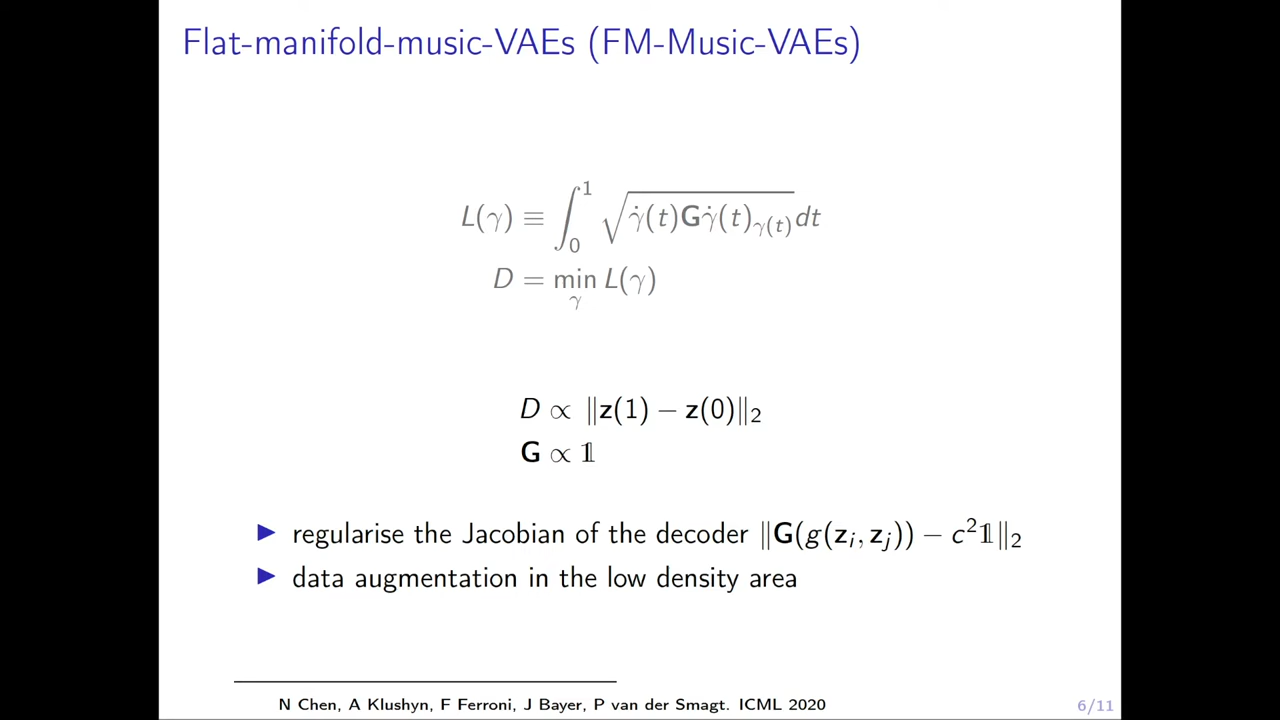 Flat-manifold-music-VAEs (FM-Music-VAEs)
L(γ) ≡ ∫₀¹ √(γ̇(t)Gγ̇(t)_γ(t)) dt
D = min_γ L(γ)
D ∝ ‖z(1) − z(0)‖₂
G ∝ 𝟙
▶ regularise the Jacobian of the decoder ‖G(g(zᵢ, zⱼ)) − c²𝟙‖₂
▶ data augmentation in the low density area
N Chen, A Klushyn, F Ferroni, J Bayer, P van der Smagt. ICML 2020
6/11